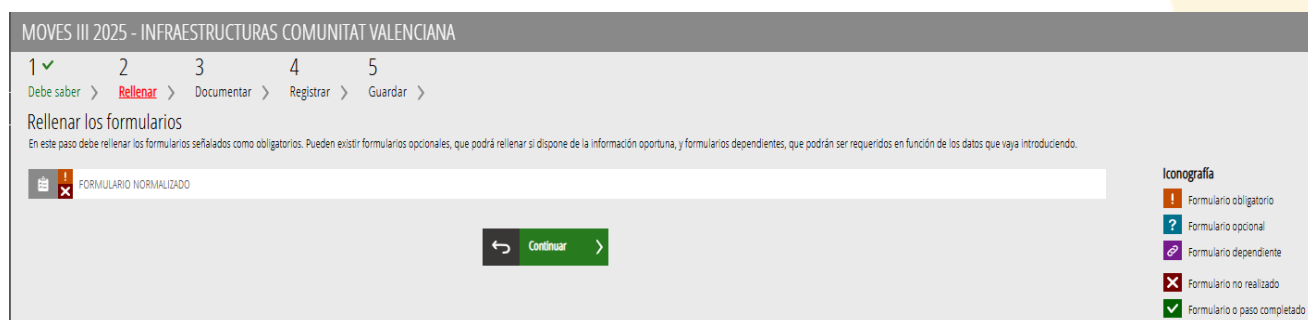 MOVES III 2025 - INFRAESTRUCTURAS COMUNITAT VALENCIANA
1 2 3 4 5
Debe saber Rellenar Documentar Registrar Guardar
Rellenar los formularios
En este paso debe rellenar los formularios señalados como obligatorios. Pueden existir formularios opcionales, que podrá rellenar si dispone de la información oportuna, y formularios dependientes, que podrán ser requeridos en función de los datos que vaya introduciendo.
FORMULARIO NORMALIZADO
Continuar
Iconografía
! Formulario obligatorio
? Formulario opcional
Formulario dependiente
Formulario no realizado
Formulario o paso completado